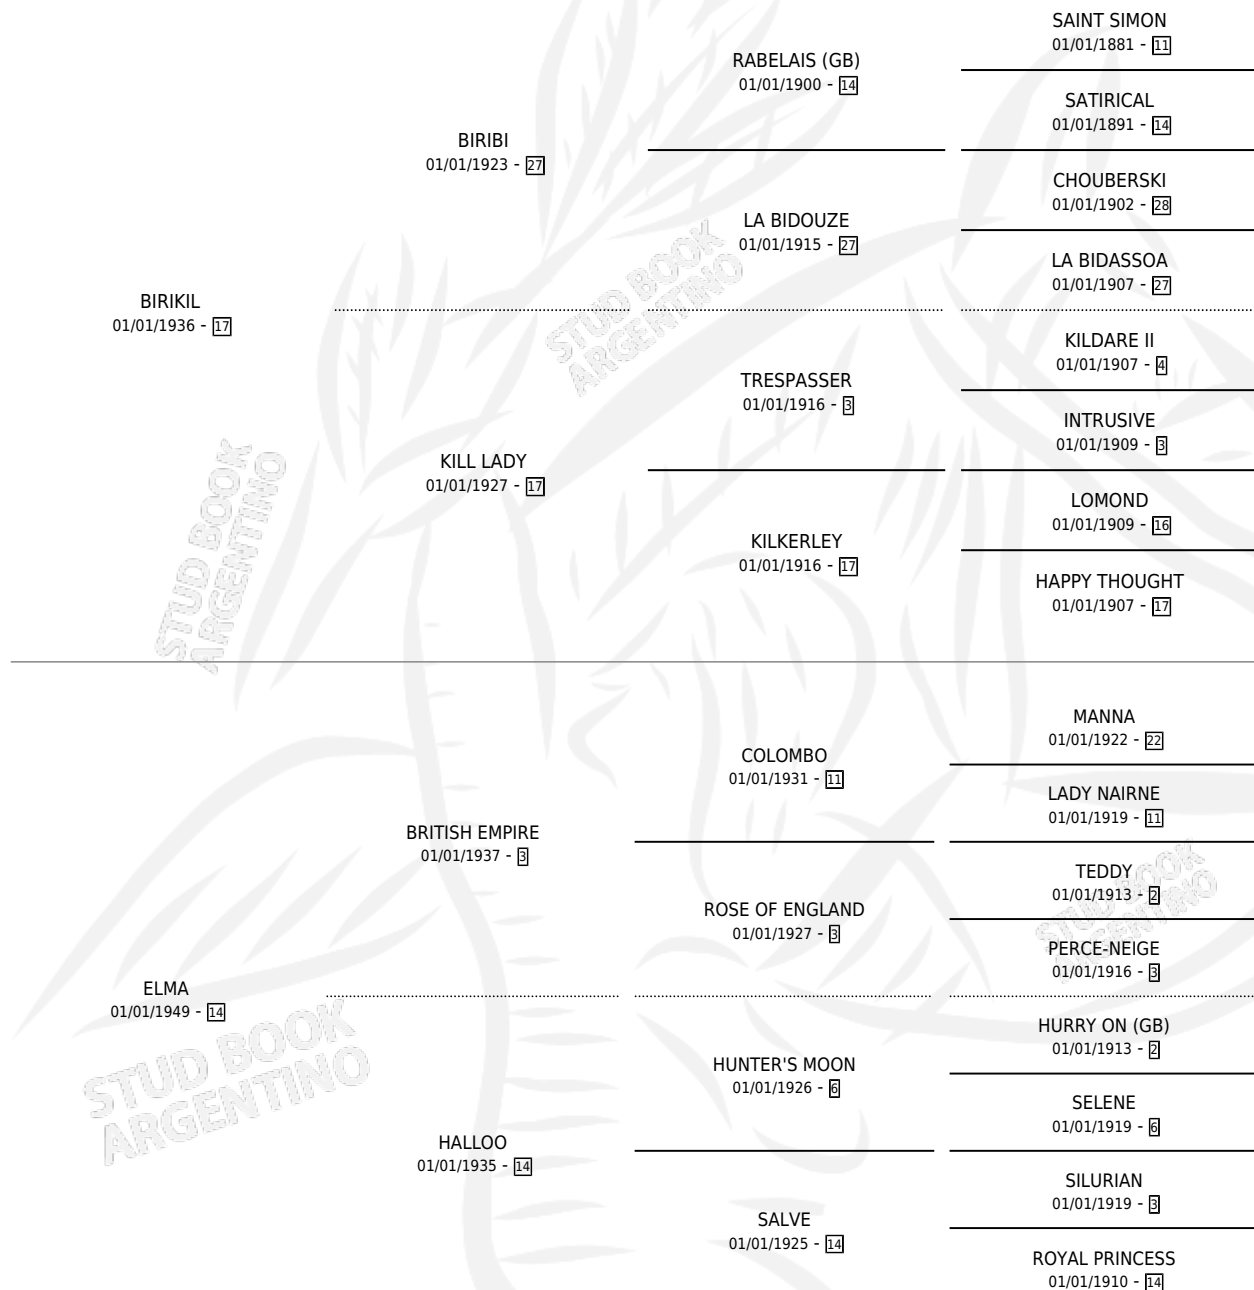 SAINT SIMON
01/01/1881 - 11
RABELAIS (GB)
01/01/1900 - 14
SATIRICAL
01/01/1891 - 14
BIRIBI
01/01/1923 - 27
CHOUBERSKI
01/01/1902 - 28
LA BIDOUZE
01/01/1915 - 27
LA BIDASSOA
01/01/1907 - 27
BIRIKIL
01/01/1936 - 17
KILDARE II
01/01/1907 - 4
TRESPASSER
01/01/1916 - 3
INTRUSIVE
01/01/1909 - 3
KILL LADY
01/01/1927 - 17
LOMOND
01/01/1909 - 16
KILKERLEY
01/01/1916 - 17
HAPPY THOUGHT
01/01/1907 - 17
MANNA
01/01/1922 - 22
COLOMBO
01/01/1931 - 11
LADY NAIRNE
01/01/1919 - 11
BRITISH EMPIRE
01/01/1937 - 3
TEDDY
01/01/1913 - 2
ROSE OF ENGLAND
01/01/1927 - 3
PERCE-NEIGE
01/01/1916 - 3
ELMA
01/01/1949 - 14
HURRY ON (GB)
01/01/1913 - 2
HUNTER'S MOON
01/01/1926 - 6
SELENE
01/01/1919 - 6
HALLOO
01/01/1935 - 14
SILURIAN
01/01/1919 - 3
SALVE
01/01/1925 - 14
ROYAL PRINCESS
01/01/1910 - 14
STUD BOOK
ARGENTINO
STUD BOOK
ARGENTINO
STUD BOOK
ARGENTINO
STUD BOOK
ARGENTINO